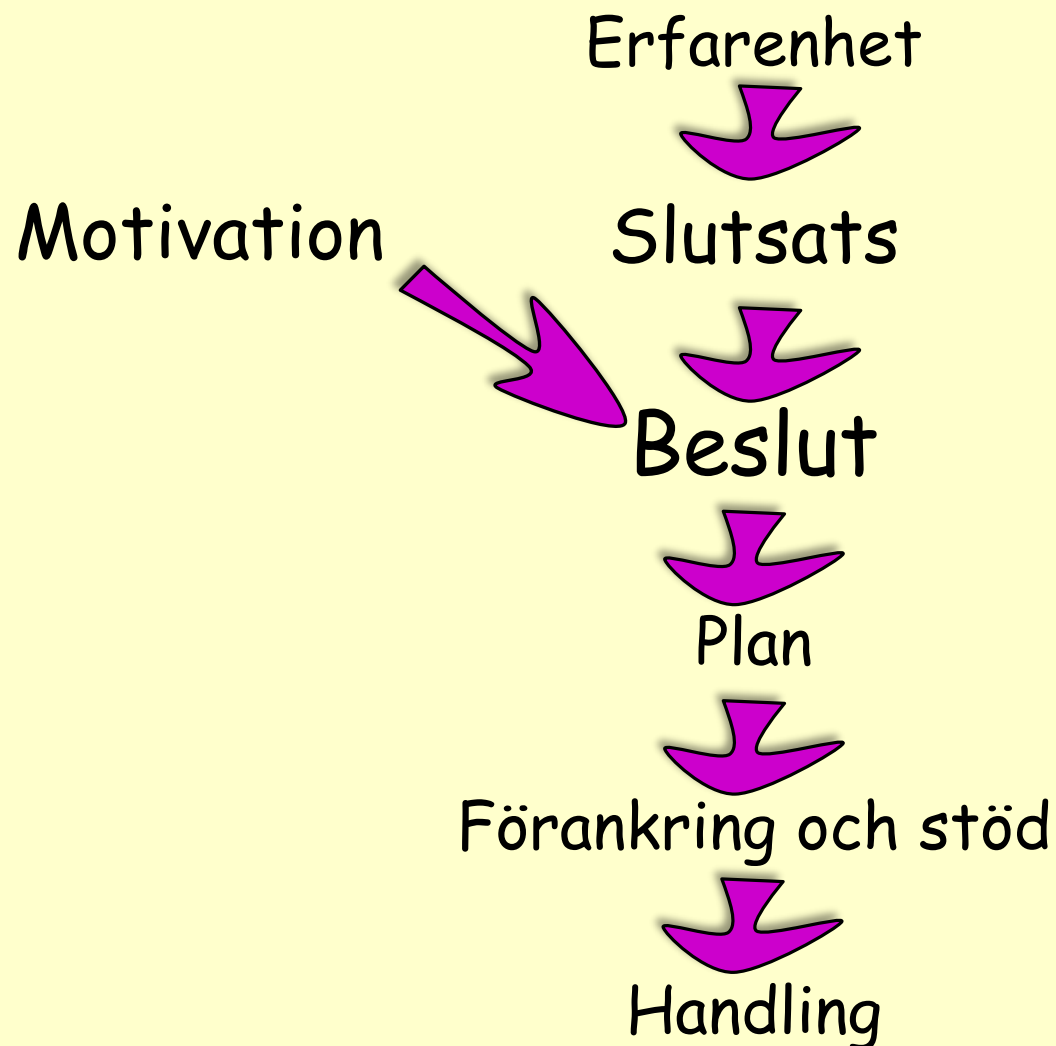 Erfarenhet
Motivation
Slutsats
Beslut
Plan
Förankring och stöd
Handling